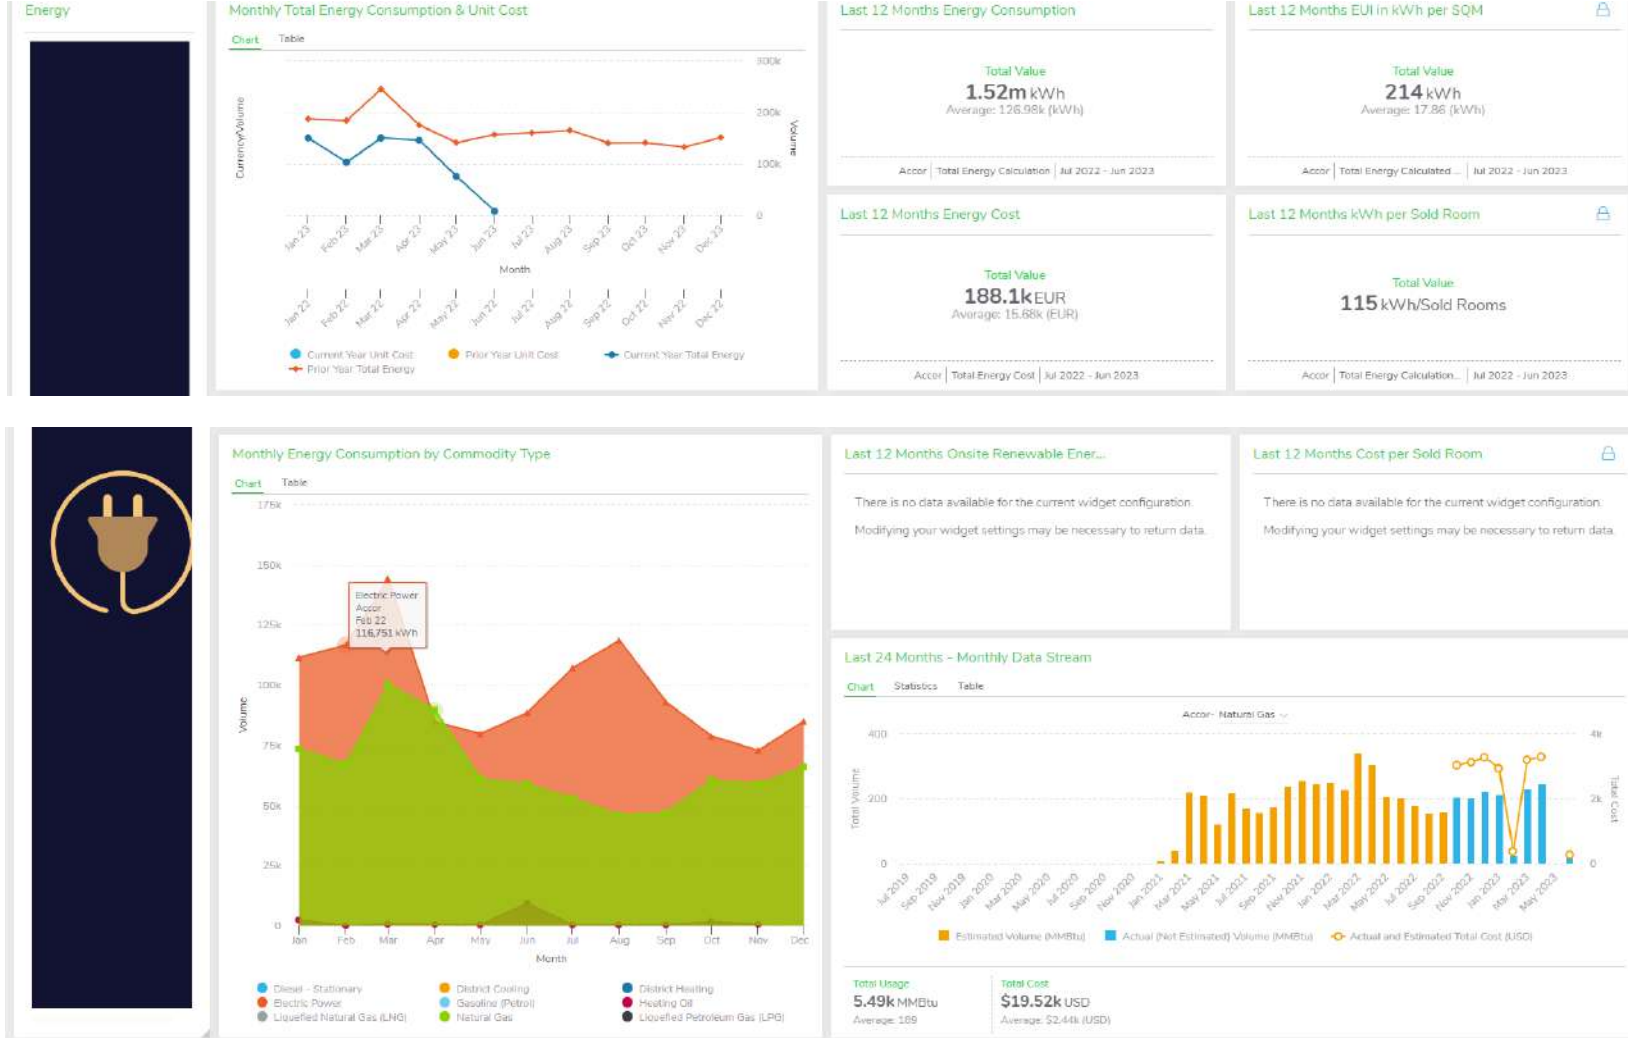 Energy
Monthly Total Energy Consumption & Unit Cost
Chart Table
300k
200k
100k
0
Currency/Volume
Volume
Jan 23 Feb 23 Mar 23 Apr 23 May 23 Jun 23 Jul 23 Aug 23 Sep 23 Oct 23 Nov 23 Dec 23
Month
Jan 22 Feb 22 Mar 22 Apr 22 May 22 Jun 22 Jul 22 Aug 22 Sep 22 Oct 22 Nov 22 Dec 22
Current Year Unit Cost Prior Year Unit Cost Current Year Total Energy
Prior Year Total Energy
Last 12 Months Energy Consumption
Total Value
1.52m kWh
Average: 126.98k (kWh)
Accor Total Energy Calculation Jul 2022 - Jun 2023
Last 12 Months EUI in kWh per SQM
Total Value
214 kWh
Average: 17.86 (kWh)
Accor Total Energy Calculated... Jul 2022 - Jun 2023
Last 12 Months Energy Cost
Total Value
188.1k EUR
Average: 15.68k (EUR)
Accor Total Energy Cost Jul 2022 - Jun 2023
Last 12 Months kWh per Sold Room
Total Value
115 kWh/Sold Rooms
Accor Total Energy Calculation... Jul 2022 - Jun 2023
Monthly Energy Consumption by Commodity Type
Chart Table
175k
150k
125k
100k
75k
50k
25k
0
Volume
Electric Power
Accor
Feb 22
116,751 kWh
Jan Feb Mar Apr May Jun Jul Aug Sep Oct Nov Dec
Month
Diesel - Stationary District Cooling District Heating
Electric Power Gasoline (Petrol) Heating Oil
Liquefied Natural Gas (LNG) Natural Gas Liquefied Petroleum Gas (LPG)
Last 12 Months Onsite Renewable Ener...
There is no data available for the current widget configuration.
Modifying your widget settings may be necessary to return data.
Last 12 Months Cost per Sold Room
There is no data available for the current widget configuration.
Modifying your widget settings may be necessary to return data.
Last 24 Months - Monthly Data Stream
Chart Statistics Table
Accor- Natural Gas
400
200
0
4k
2k
0
Total Volume
Total Cost
Jul 2019 Sep 2019 Nov 2019 Jan 2020 Mar 2020 May 2020 Jul 2020 Sep 2020 Nov 2020 Jan 2021 Mar 2021 May 2021 Jul 2021 Sep 2021 Nov 2021 Jan 2022 Mar 2022 May 2022 Jul 2022 Sep 2022 Nov 2022 Jan 2023 Mar 2023 May 2023
Estimated Volume (MMBtu) Actual (Not Estimated) Volume (MMBtu) Actual and Estimated Total Cost (USD)
Total Usage
5.49k MMBtu
Average: 189
Total Cost
$19.52k USD
Average: $2.44k (USD)